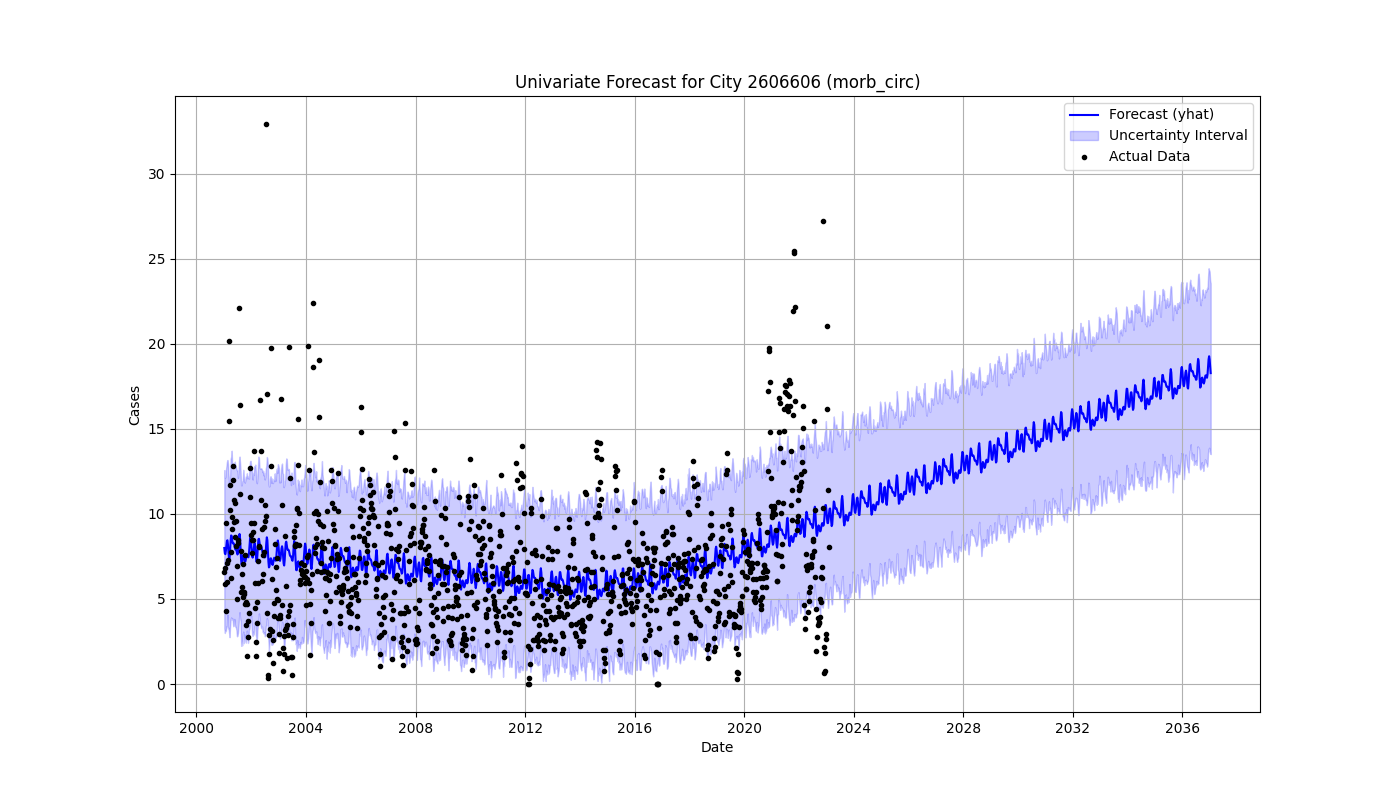 Univariate Forecast for City 2606606 (morb_circ)
Forecast (yhat)
Uncertainty Interval
Actual Data
Cases
30
25
20
15
10
5
0
2000 2004 2008 2012 2016 2020 2024 2028 2032 2036
Date